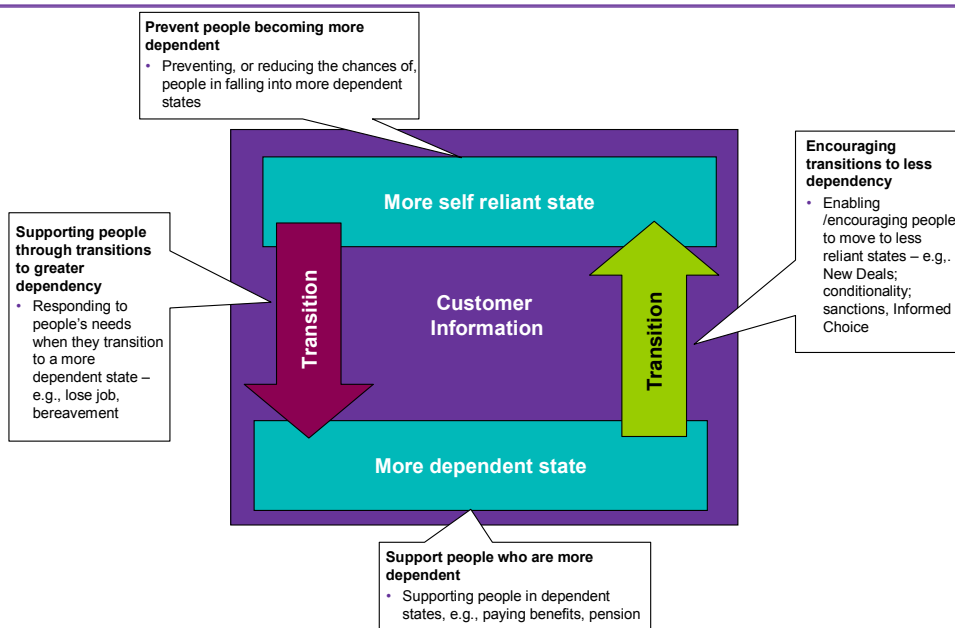 Prevent people becoming more
dependent
• Preventing, or reducing the chances of,
people in falling into more dependent
states
Encouraging
transitions to less
dependency
• Enabling
/encouraging people
to move to less
reliant states – e.g,.
New Deals;
conditionality;
sanctions, Informed
Choice
More self reliant state
Supporting people
through transitions
to greater
dependency
• Responding to
people's needs
when they transition
to a more
dependent state –
e.g., lose job,
bereavement
Transition
Customer
Information
Transition
More dependent state
Support people who are more
dependent
• Supporting people in dependent
states, e.g., paying benefits, pension